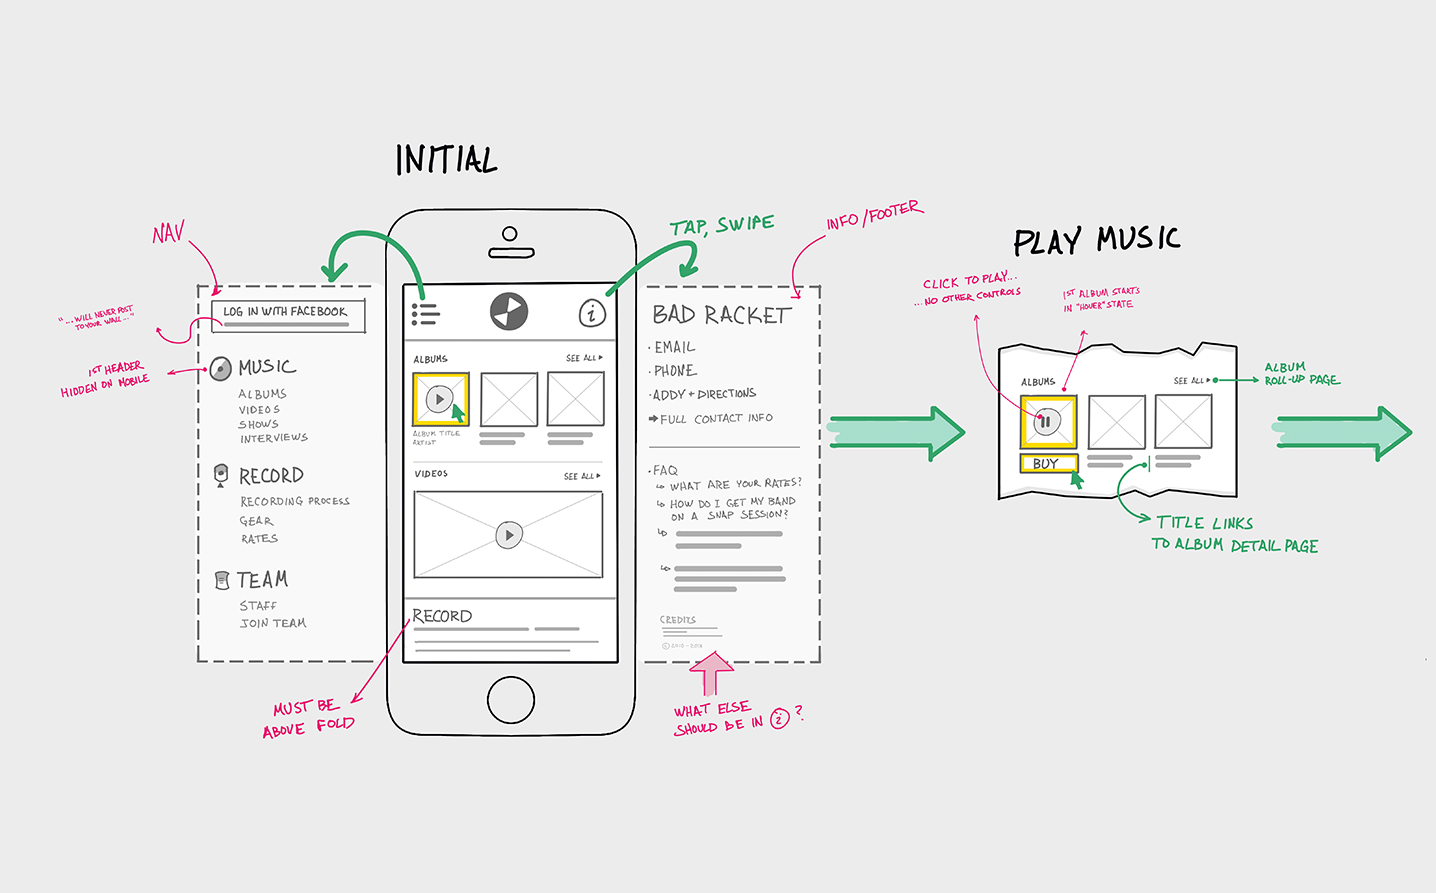 INITIAL
NAV
TAP, SWIPE
INFO/FOOTER
LOG IN WITH FACEBOOK
"...WILL NEVER POST
TO YOUR WALL..."
1ST HEADER
HIDDEN ON MOBILE
MUSIC
ALBUMS
VIDEOS
SHOWS
INTERVIEWS
RECORD
RECORDING PROCESS
GEAR
RATES
TEAM
STAFF
JOIN TEAM
i
ALBUMS
SEE ALL
ALBUM TITLE
ARTIST
VIDEOS
SEE ALL
RECORD
MUST BE
ABOVE FOLD
BAD RACKET
· EMAIL
· PHONE
· ADDY + DIRECTIONS
FULL CONTACT INFO
· FAQ
WHAT ARE YOUR RATES?
HOW DO I GET MY BAND
ON A SNAP SESSION?
CREDITS
WHAT ELSE
SHOULD BE IN i ?
PLAY MUSIC
CLICK TO PLAY...
...NO OTHER CONTROLS
1ST ALBUM STARTS
IN "HOVER" STATE
ALBUMS
SEE ALL
BUY
ALBUM
ROLL-UP PAGE
TITLE LINKS
TO ALBUM DETAIL PAGE